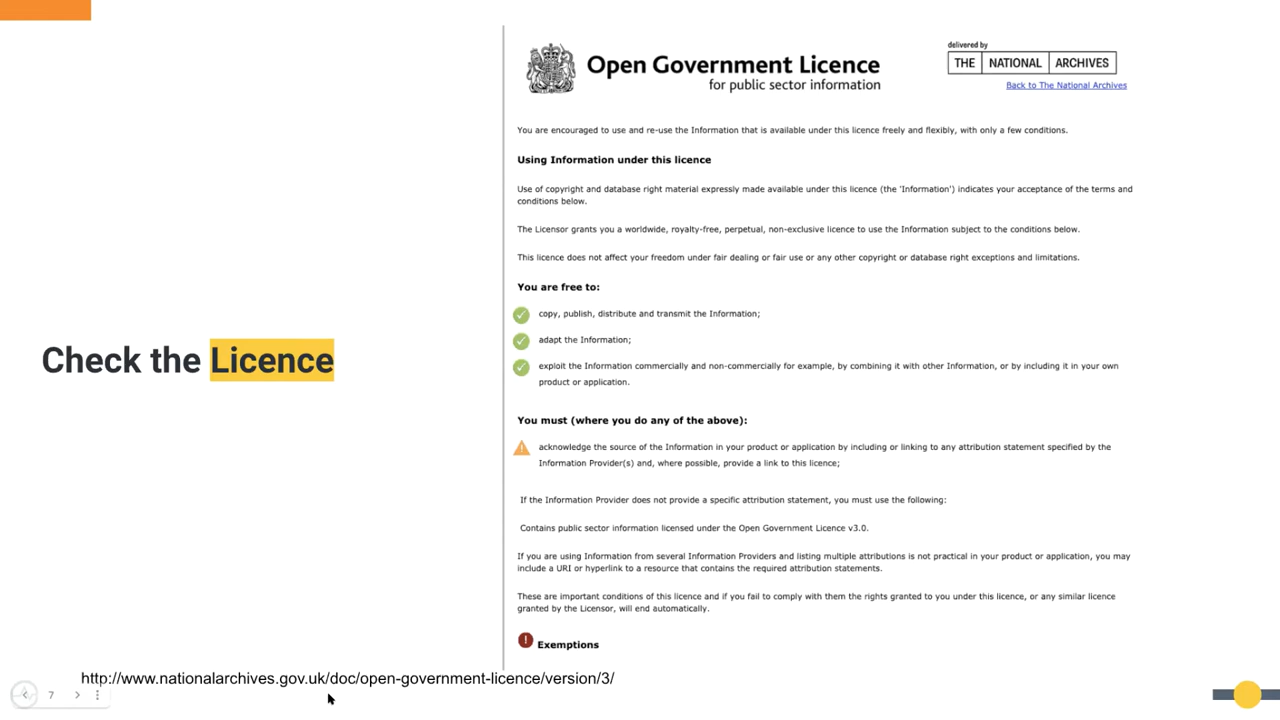 Check the Licence
Open Government Licence
for public sector information
delivered by
THE NATIONAL ARCHIVES
Back to The National Archives
You are encouraged to use and re-use the Information that is available under this licence freely and flexibly, with only a few conditions.
Using Information under this licence
Use of copyright and database right material expressly made available under this licence (the 'Information') indicates your acceptance of the terms and
conditions below.
The Licensor grants you a worldwide, royalty-free, perpetual, non-exclusive licence to use the Information subject to the conditions below.
This licence does not affect your freedom under fair dealing or fair use or any other copyright or database right exceptions and limitations.
You are free to:
copy, publish, distribute and transmit the Information;
adapt the Information;
exploit the Information commercially and non-commercially for example, by combining it with other Information, or by including it in your own
product or application.
You must (where you do any of the above):
acknowledge the source of the Information in your product or application by including or linking to any attribution statement specified by the
Information Provider(s) and, where possible, provide a link to this licence;
If the Information Provider does not provide a specific attribution statement, you must use the following:
Contains public sector information licensed under the Open Government Licence v3.0.
If you are using Information from several Information Providers and listing multiple attributions is not practical in your product or application, you may
include a URI or hyperlink to a resource that contains the required attribution statements.
These are important conditions of this licence and if you fail to comply with them the rights granted to you under this licence, or any similar licence
granted by the Licensor, will end automatically.
Exemptions
http://www.nationalarchives.gov.uk/doc/open-government-licence/version/3/
7